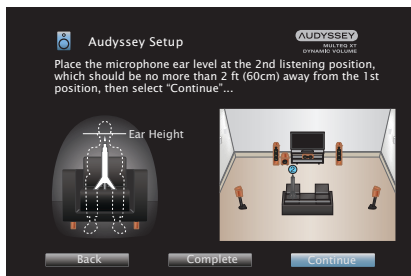 Audyssey Setup
AUDYSSEY
MULTEQ XT
DYNAMIC VOLUME
Place the microphone ear level at the 2nd listening position,
which should be no more than 2 ft (60cm) away from the 1st
position, then select “Continue”...
Ear Height
2
Back
Complete
Continue